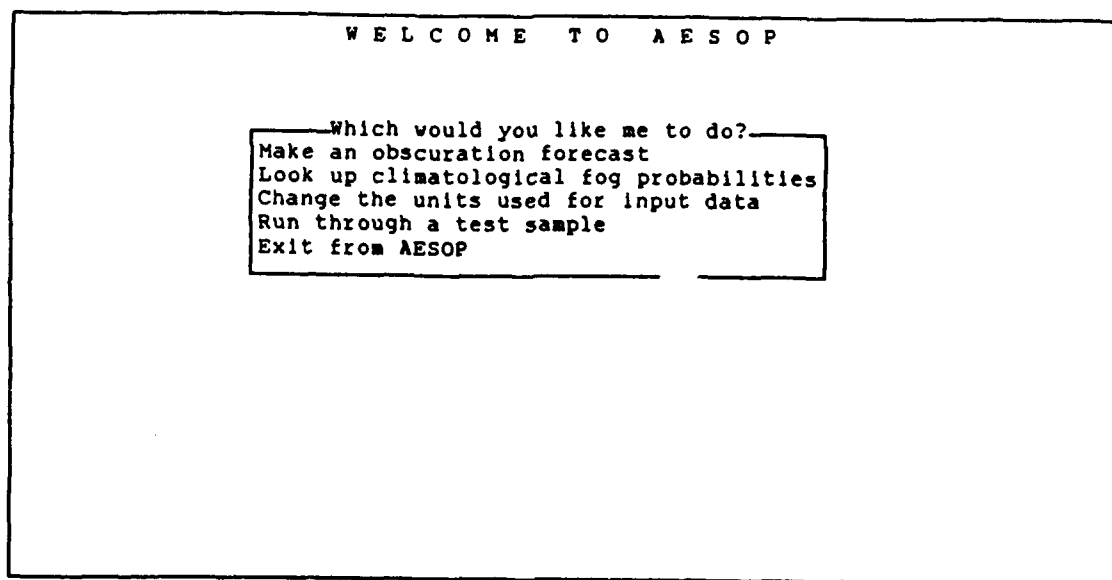 W E L C O M E   T O   A E S O P
Which would you like me to do?
Make an obscuration forecast
Look up climatological fog probabilities
Change the units used for input data
Run through a test sample
Exit from AESOP